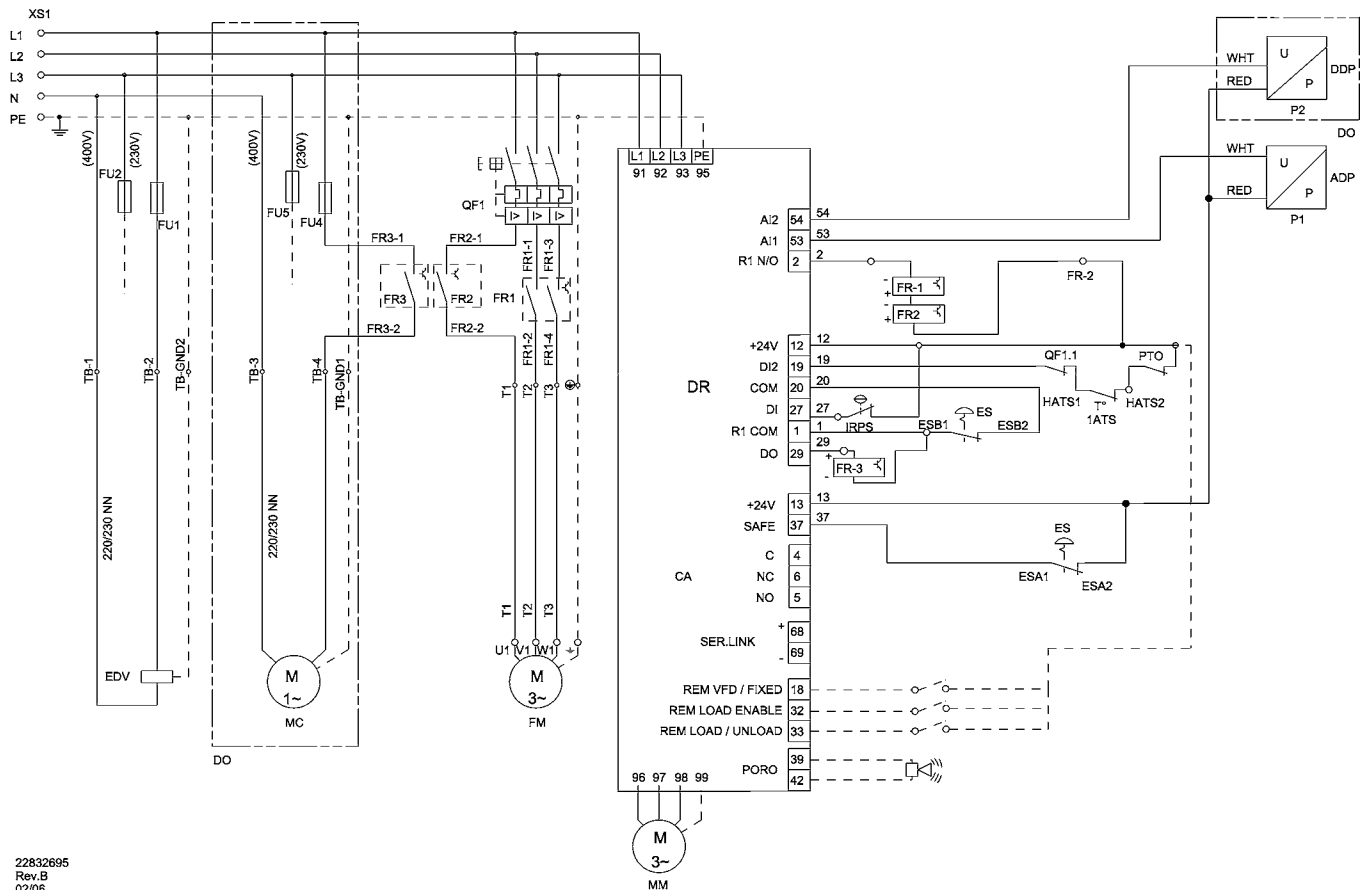 XS1
L1
L2
L3
N
PE
(400V)
(230V)
FU2
FU1
(400V)
(230V)
FU5
FU4
TB-1
TB-2
TB-GND2
TB-3
TB-4
TB-GND1
220/230 NN
220/230 NN
EDV
M
1~
MC
DO
QF1
I> I> I>
FR3-1
FR2-1
FR1-1
FR1-3
FR3
FR2
FR1
FR3-2
FR2-2
FR1-2
FR1-4
T1
T2
T3
T1
T2
T3
U1 V1 W1
M
3~
FM
L1 L2 L3 PE
91 92 93 95
DR
CA
AI2 54 54
AI1 53 53
R1 N/O 2 2
+24V 12 12
DI2 19 19
COM 20 20
DI 27 27
R1 COM 1 1
DO 29 29
+24V 13 13
SAFE 37 37
C 4
NC 6
NO 5
SER.LINK
+ 68
- 69
REM VFD / FIXED 18
REM LOAD ENABLE 32
REM LOAD / UNLOAD 33
PORO
39
42
96 97 98 99
M
3~
MM
- +
FR-1
- +
FR2
FR-2
QF1.1
PTO
HATS1
T°
1ATS
HATS2
IRPS
ESB1
ES
ESB2
+
-
FR-3
ES
ESA1
ESA2
WHT
RED
U
P
DDP
P2
DO
WHT
RED
U
P
ADP
P1
22832695
Rev.B
02/06